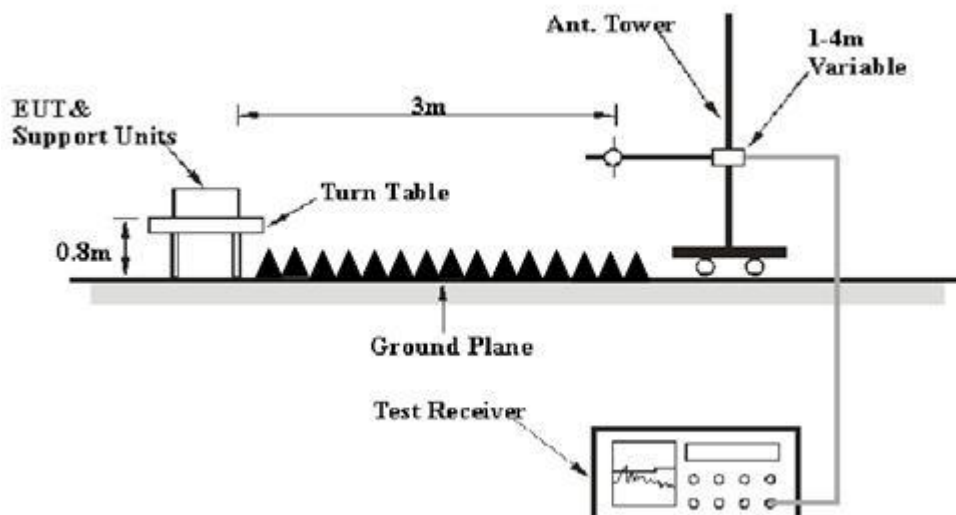 Ant. Tower
1-4m
Variable
3m
EUT&
Support Units
Turn Table
0.8m
Ground Plane
Test Receiver